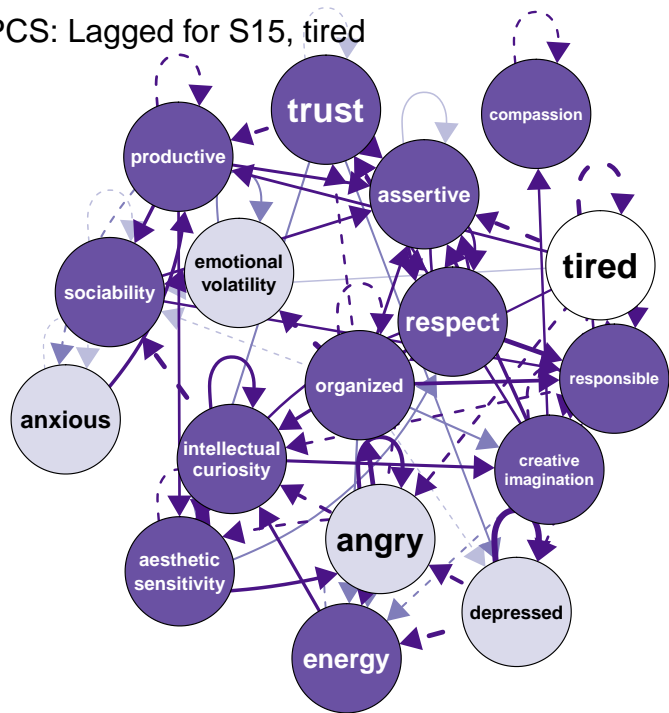 PCS: Lagged for S15, tired
trust
compassion
productive
assertive
emotional
volatility
tired
sociability
respect
organized
responsible
anxious
intellectual
curiosity
creative
imagination
angry
aesthetic
sensitivity
depressed
energy